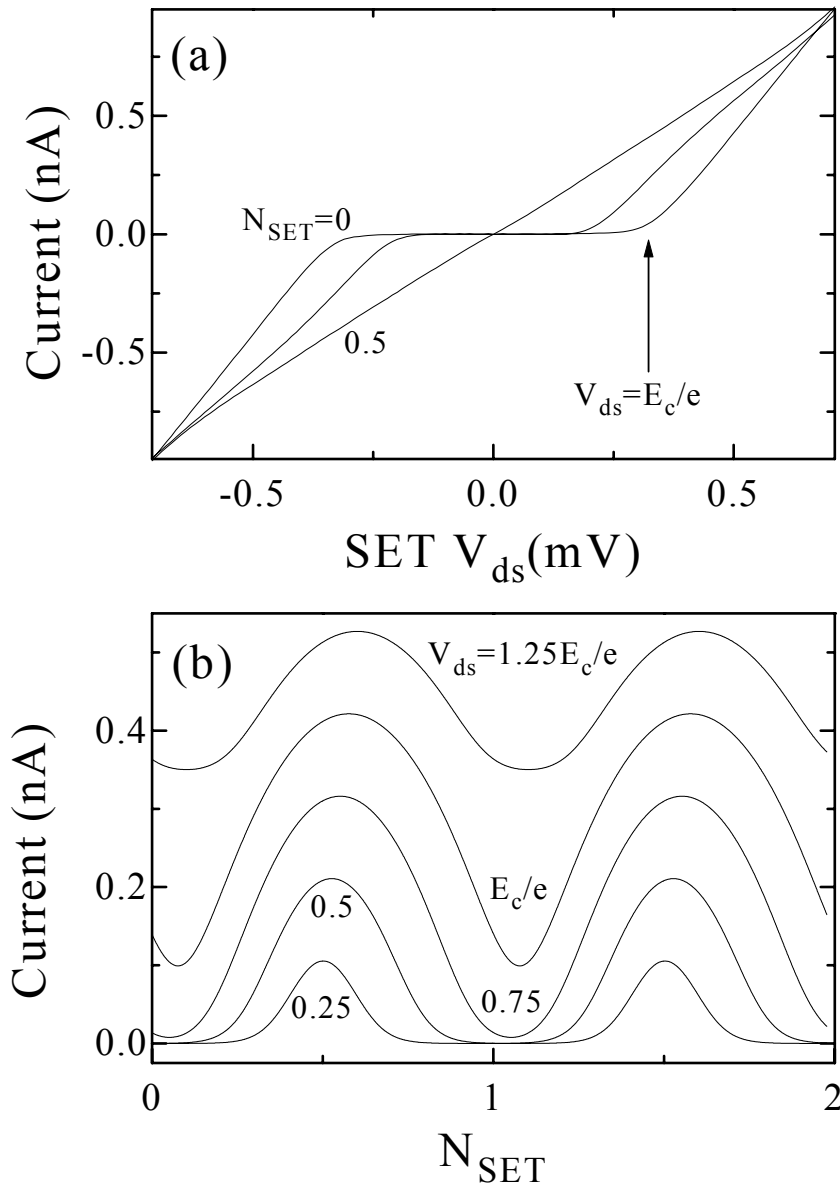 (a)
0.5
0.0
-0.5
Current (nA)
N_SET=0
0.5
V_ds=E_c/e
-0.5
0.0
0.5
SET V_ds(mV)
(b)
V_ds=1.25E_c/e
0.4
0.2
0.0
Current (nA)
E_c/e
0.5
0.25
0.75
0
1
2
N_SET